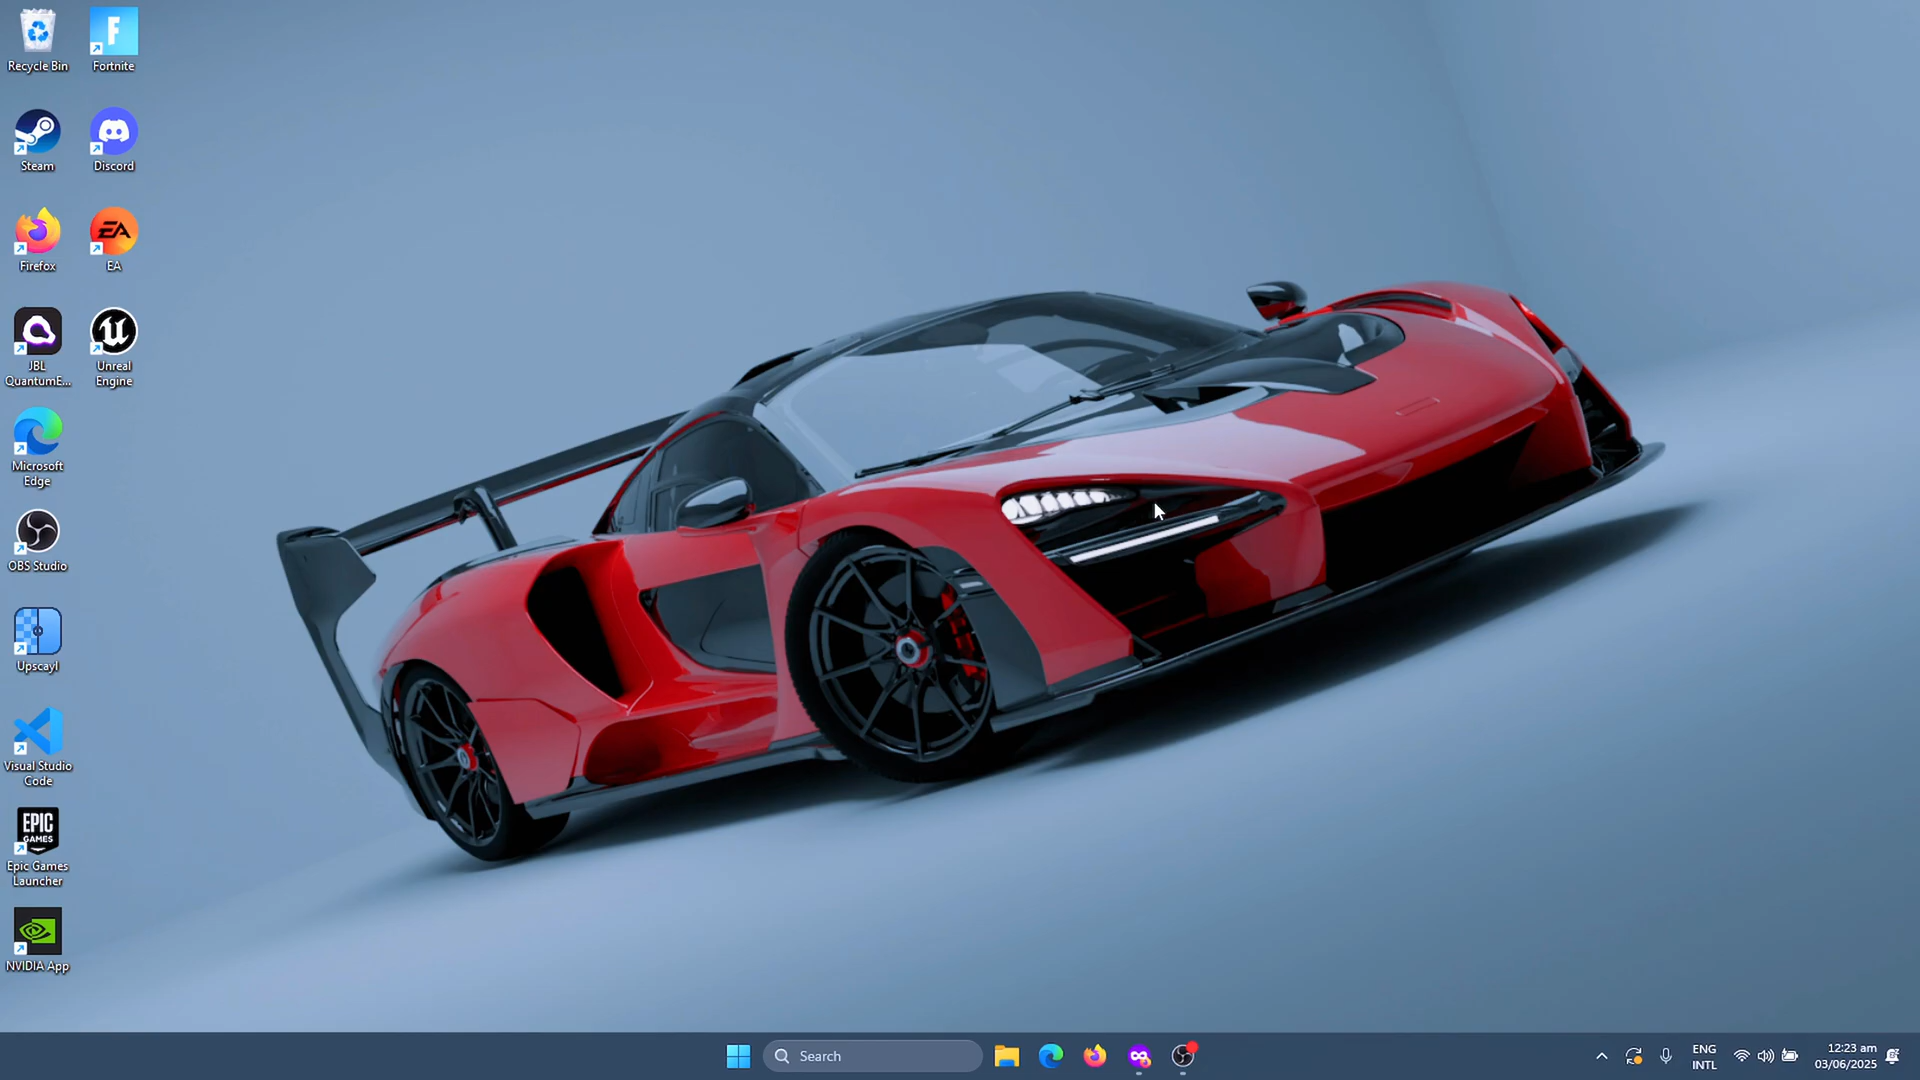 Recycle Bin
F
Fortnite
Steam
Discord
Firefox
EA
EA
JBL
QuantumE...
Unreal
Engine
Microsoft
Edge
OBS Studio
Upscayl
Visual Studio
Code
EPIC
GAMES
Epic Games
Launcher
NVIDIA App
Search
ENG
INTL
12:23 am
03/06/2025